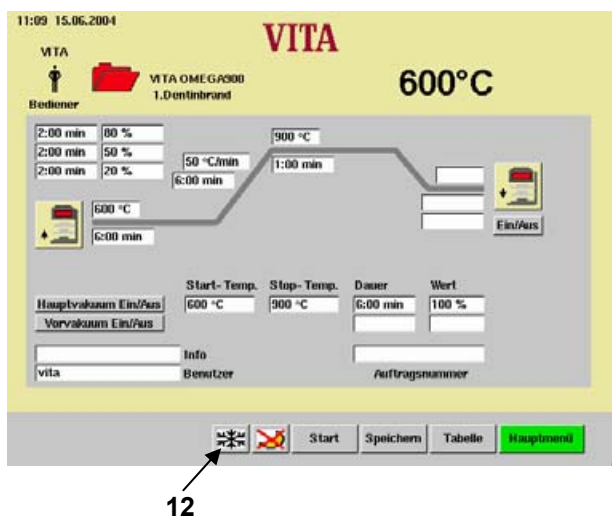 11:09 15.06.2004
VITA
VITA
Bediener
VITA OMEGA900
1.Dentinbrand
600°C
2:00 min 80 %
2:00 min 50 %
2:00 min 20 %
50 °C/min
6:00 min
900 °C
1:00 min
600 °C
6:00 min
Ein/Aus
Start-Temp. Stop-Temp. Dauer Wert
Hauptvakuum Ein/Aus 600 °C 900 °C 6:00 min 100 %
Vorvakuum Ein/Aus
Info
vita Benutzer Auftragsnummer
Start Speichern Tabelle Hauptmenü
12